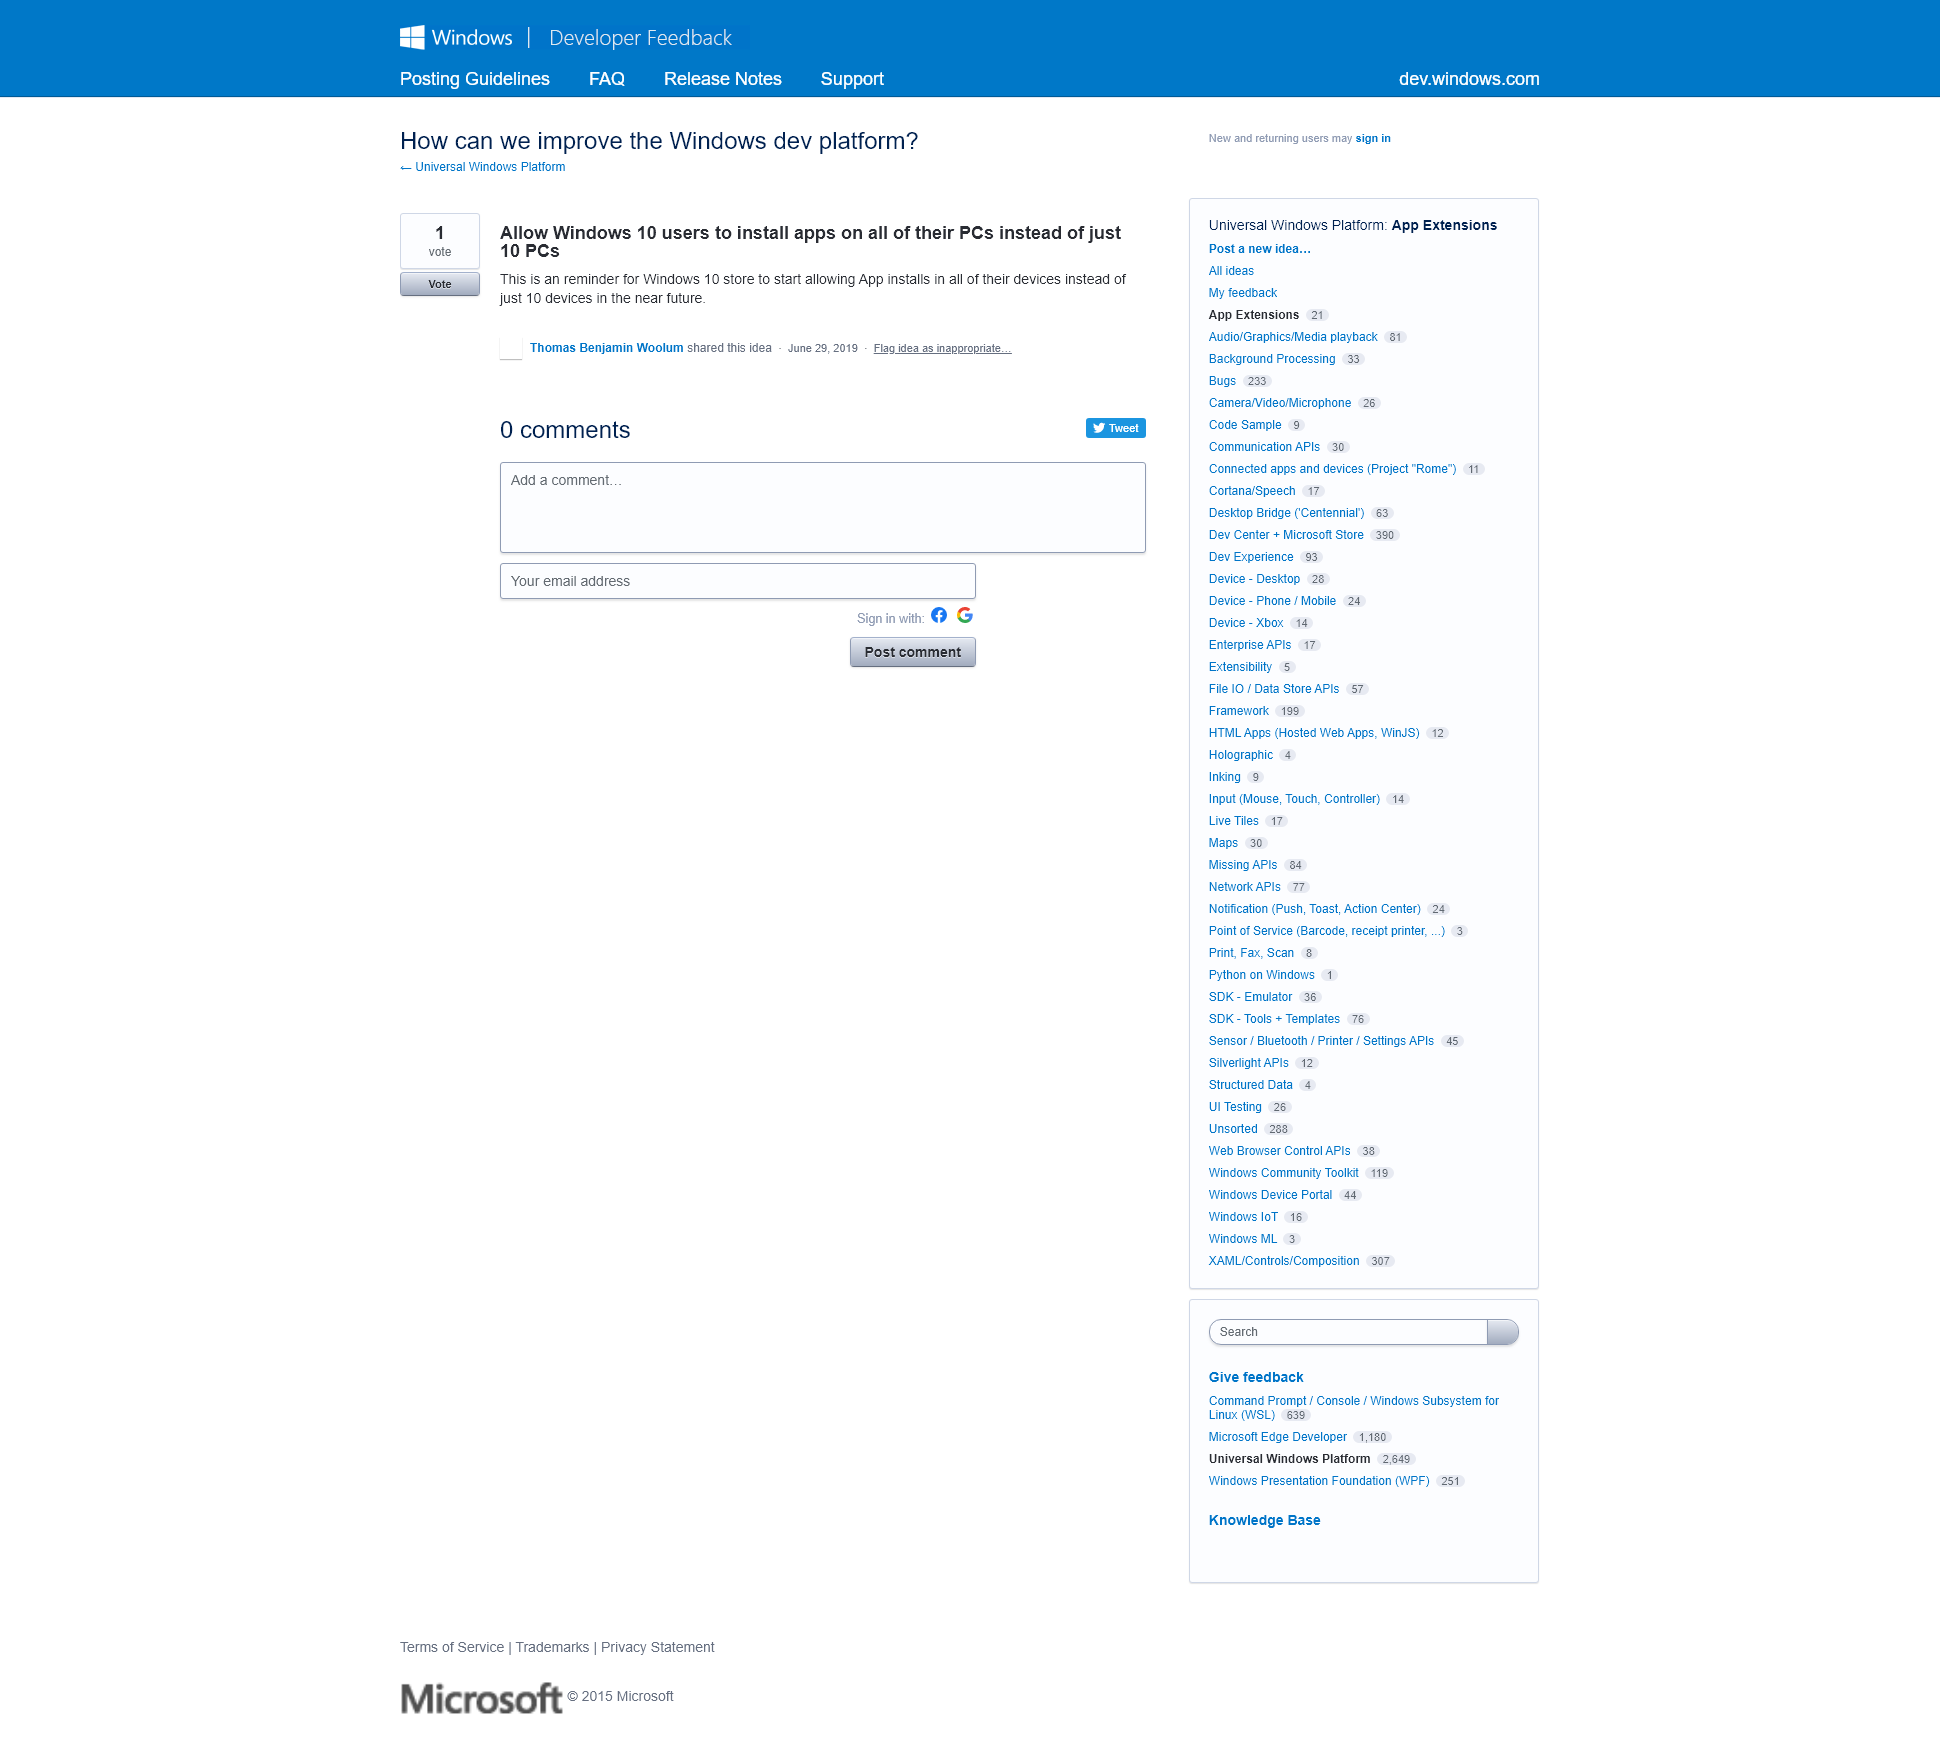 Windows | Developer Feedback
Posting Guidelines FAQ Release Notes Support dev.windows.com
How can we improve the Windows dev platform?
← Universal Windows Platform
New and returning users may sign in
1
vote
Vote
Allow Windows 10 users to install apps on all of their PCs instead of just
10 PCs
This is an reminder for Windows 10 store to start allowing App installs in all of their devices instead of
just 10 devices in the near future.
Thomas Benjamin Woolum shared this idea · June 29, 2019 · Flag idea as inappropriate…
0 comments
Tweet
Add a comment…
Your email address
Sign in with:
Post comment
Universal Windows Platform: App Extensions
Post a new idea…
All ideas
My feedback
App Extensions 21
Audio/Graphics/Media playback 81
Background Processing 33
Bugs 233
Camera/Video/Microphone 26
Code Sample 9
Communication APIs 30
Connected apps and devices (Project "Rome") 11
Cortana/Speech 17
Desktop Bridge ('Centennial') 63
Dev Center + Microsoft Store 390
Dev Experience 93
Device - Desktop 28
Device - Phone / Mobile 24
Device - Xbox 14
Enterprise APIs 17
Extensibility 5
File IO / Data Store APIs 57
Framework 199
HTML Apps (Hosted Web Apps, WinJS) 12
Holographic 4
Inking 9
Input (Mouse, Touch, Controller) 14
Live Tiles 17
Maps 30
Missing APIs 84
Network APIs 77
Notification (Push, Toast, Action Center) 24
Point of Service (Barcode, receipt printer, ...) 3
Print, Fax, Scan 8
Python on Windows 1
SDK - Emulator 36
SDK - Tools + Templates 76
Sensor / Bluetooth / Printer / Settings APIs 45
Silverlight APIs 12
Structured Data 4
UI Testing 26
Unsorted 288
Web Browser Control APIs 38
Windows Community Toolkit 119
Windows Device Portal 44
Windows IoT 16
Windows ML 3
XAML/Controls/Composition 307
Search
Give feedback
Command Prompt / Console / Windows Subsystem for
Linux (WSL) 639
Microsoft Edge Developer 1,180
Universal Windows Platform 2,649
Windows Presentation Foundation (WPF) 251
Knowledge Base
Terms of Service | Trademarks | Privacy Statement
Microsoft © 2015 Microsoft